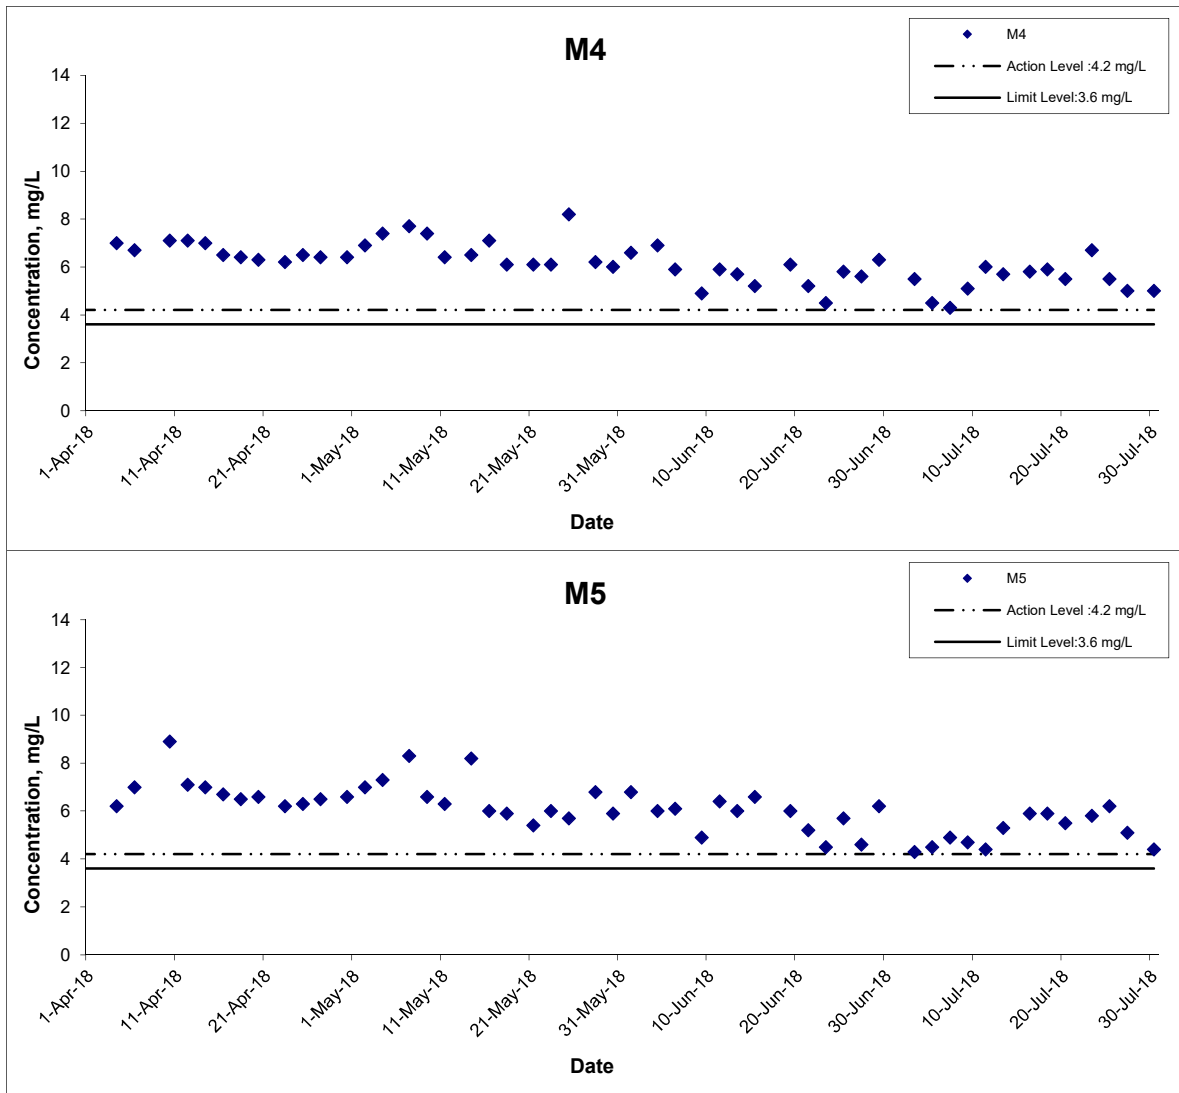 M4
M4
Action Level :4.2 mg/L
Limit Level:3.6 mg/L
Concentration, mg/L
14
12
10
8
6
4
2
0
1-Apr-18
11-Apr-18
21-Apr-18
1-May-18
11-May-18
21-May-18
31-May-18
10-Jun-18
20-Jun-18
30-Jun-18
10-Jul-18
20-Jul-18
30-Jul-18
Date
M5
M5
Action Level :4.2 mg/L
Limit Level:3.6 mg/L
Concentration, mg/L
14
12
10
8
6
4
2
0
1-Apr-18
11-Apr-18
21-Apr-18
1-May-18
11-May-18
21-May-18
31-May-18
10-Jun-18
20-Jun-18
30-Jun-18
10-Jul-18
20-Jul-18
30-Jul-18
Date